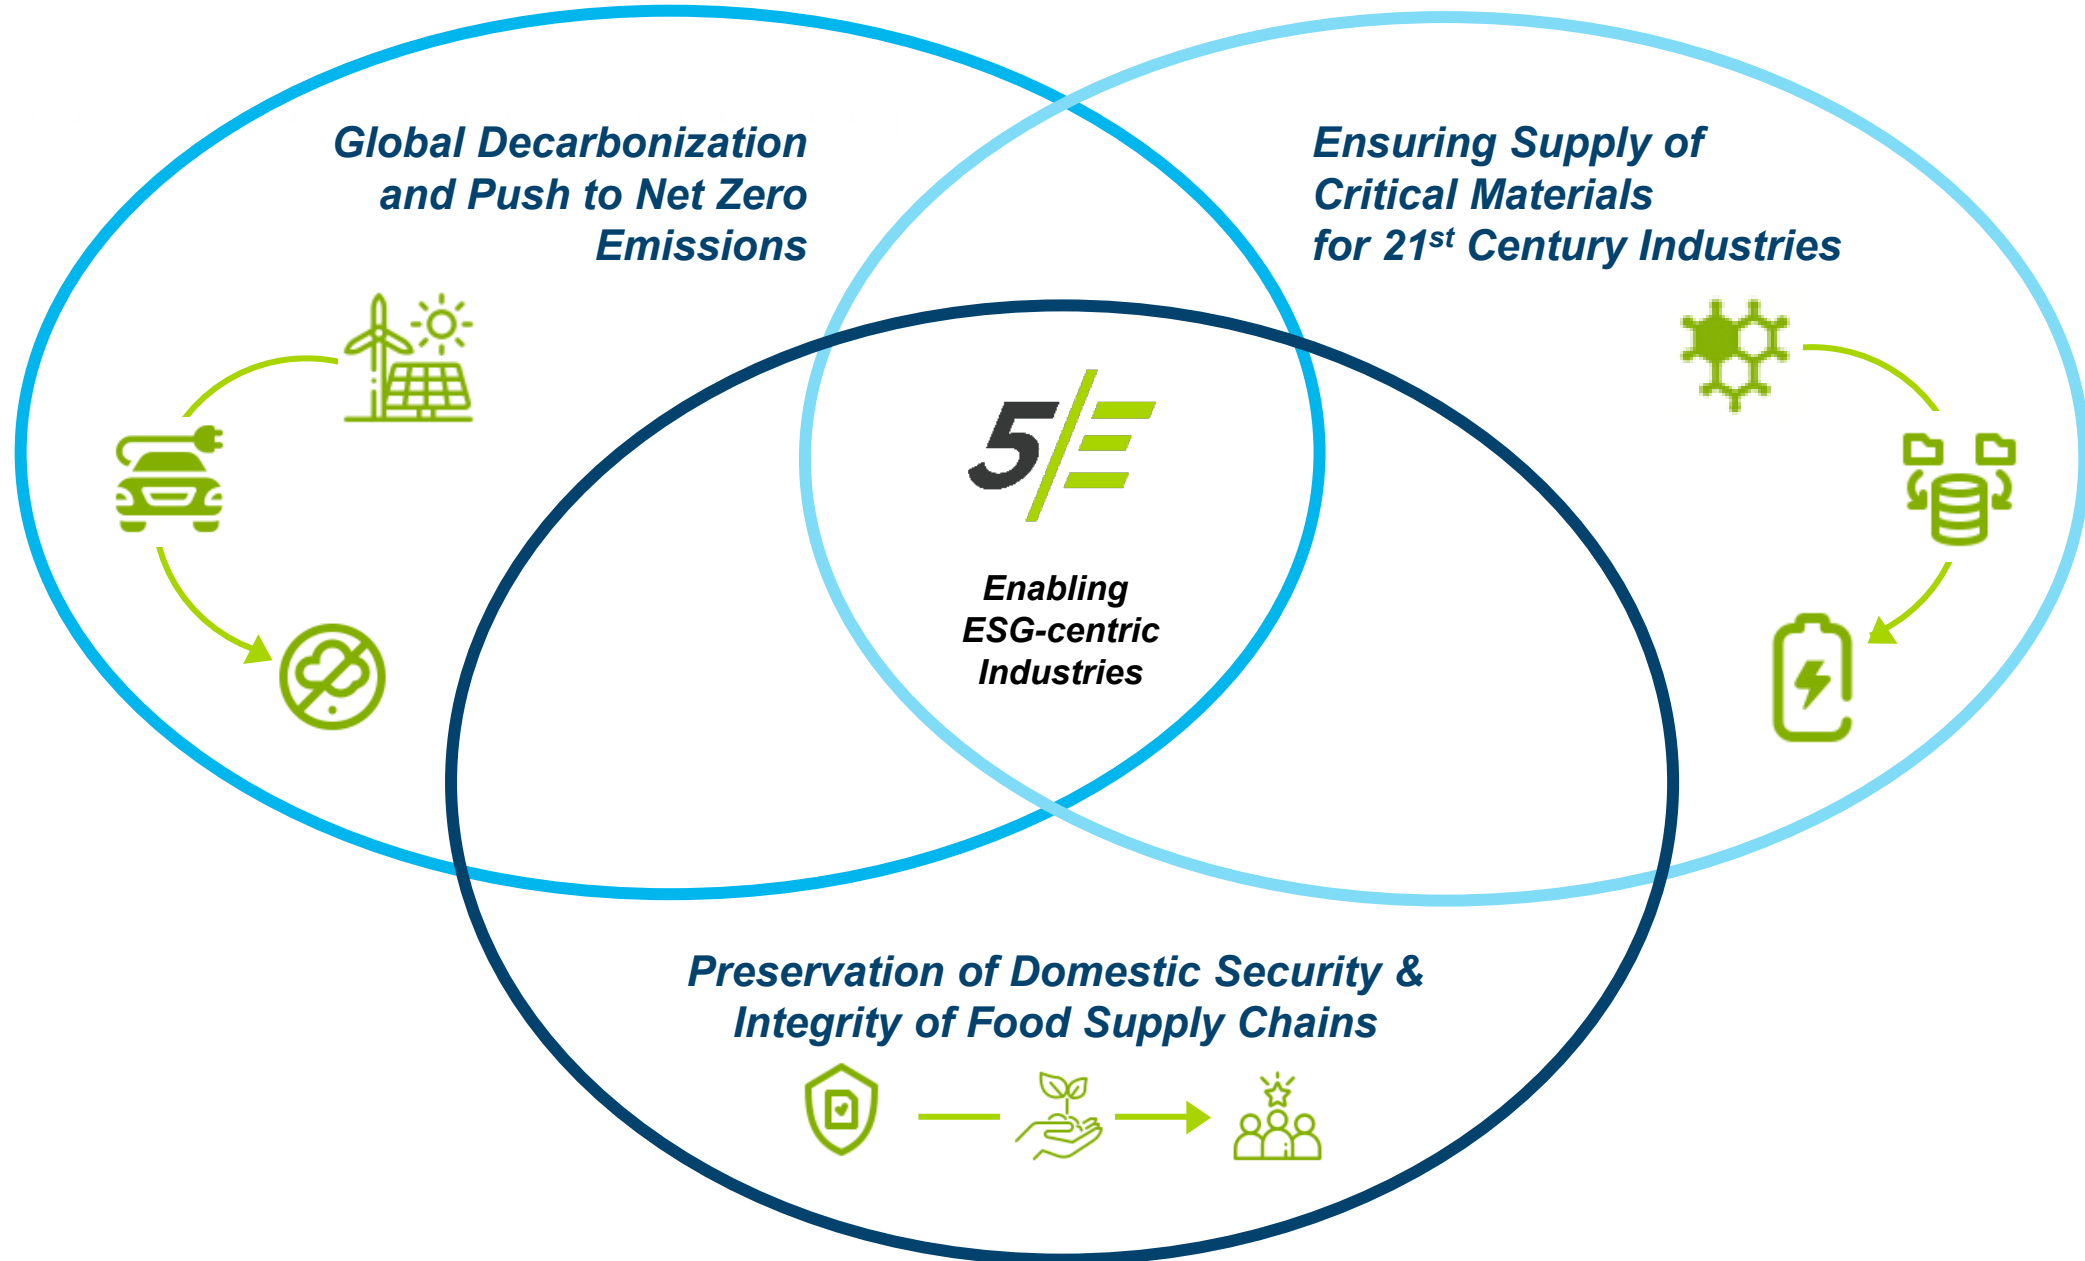 Global Decarbonization
and Push to Net Zero
Emissions
Ensuring Supply of
Critical Materials
for 21st Century Industries
5E
Enabling
ESG-centric
Industries
Preservation of Domestic Security &
Integrity of Food Supply Chains